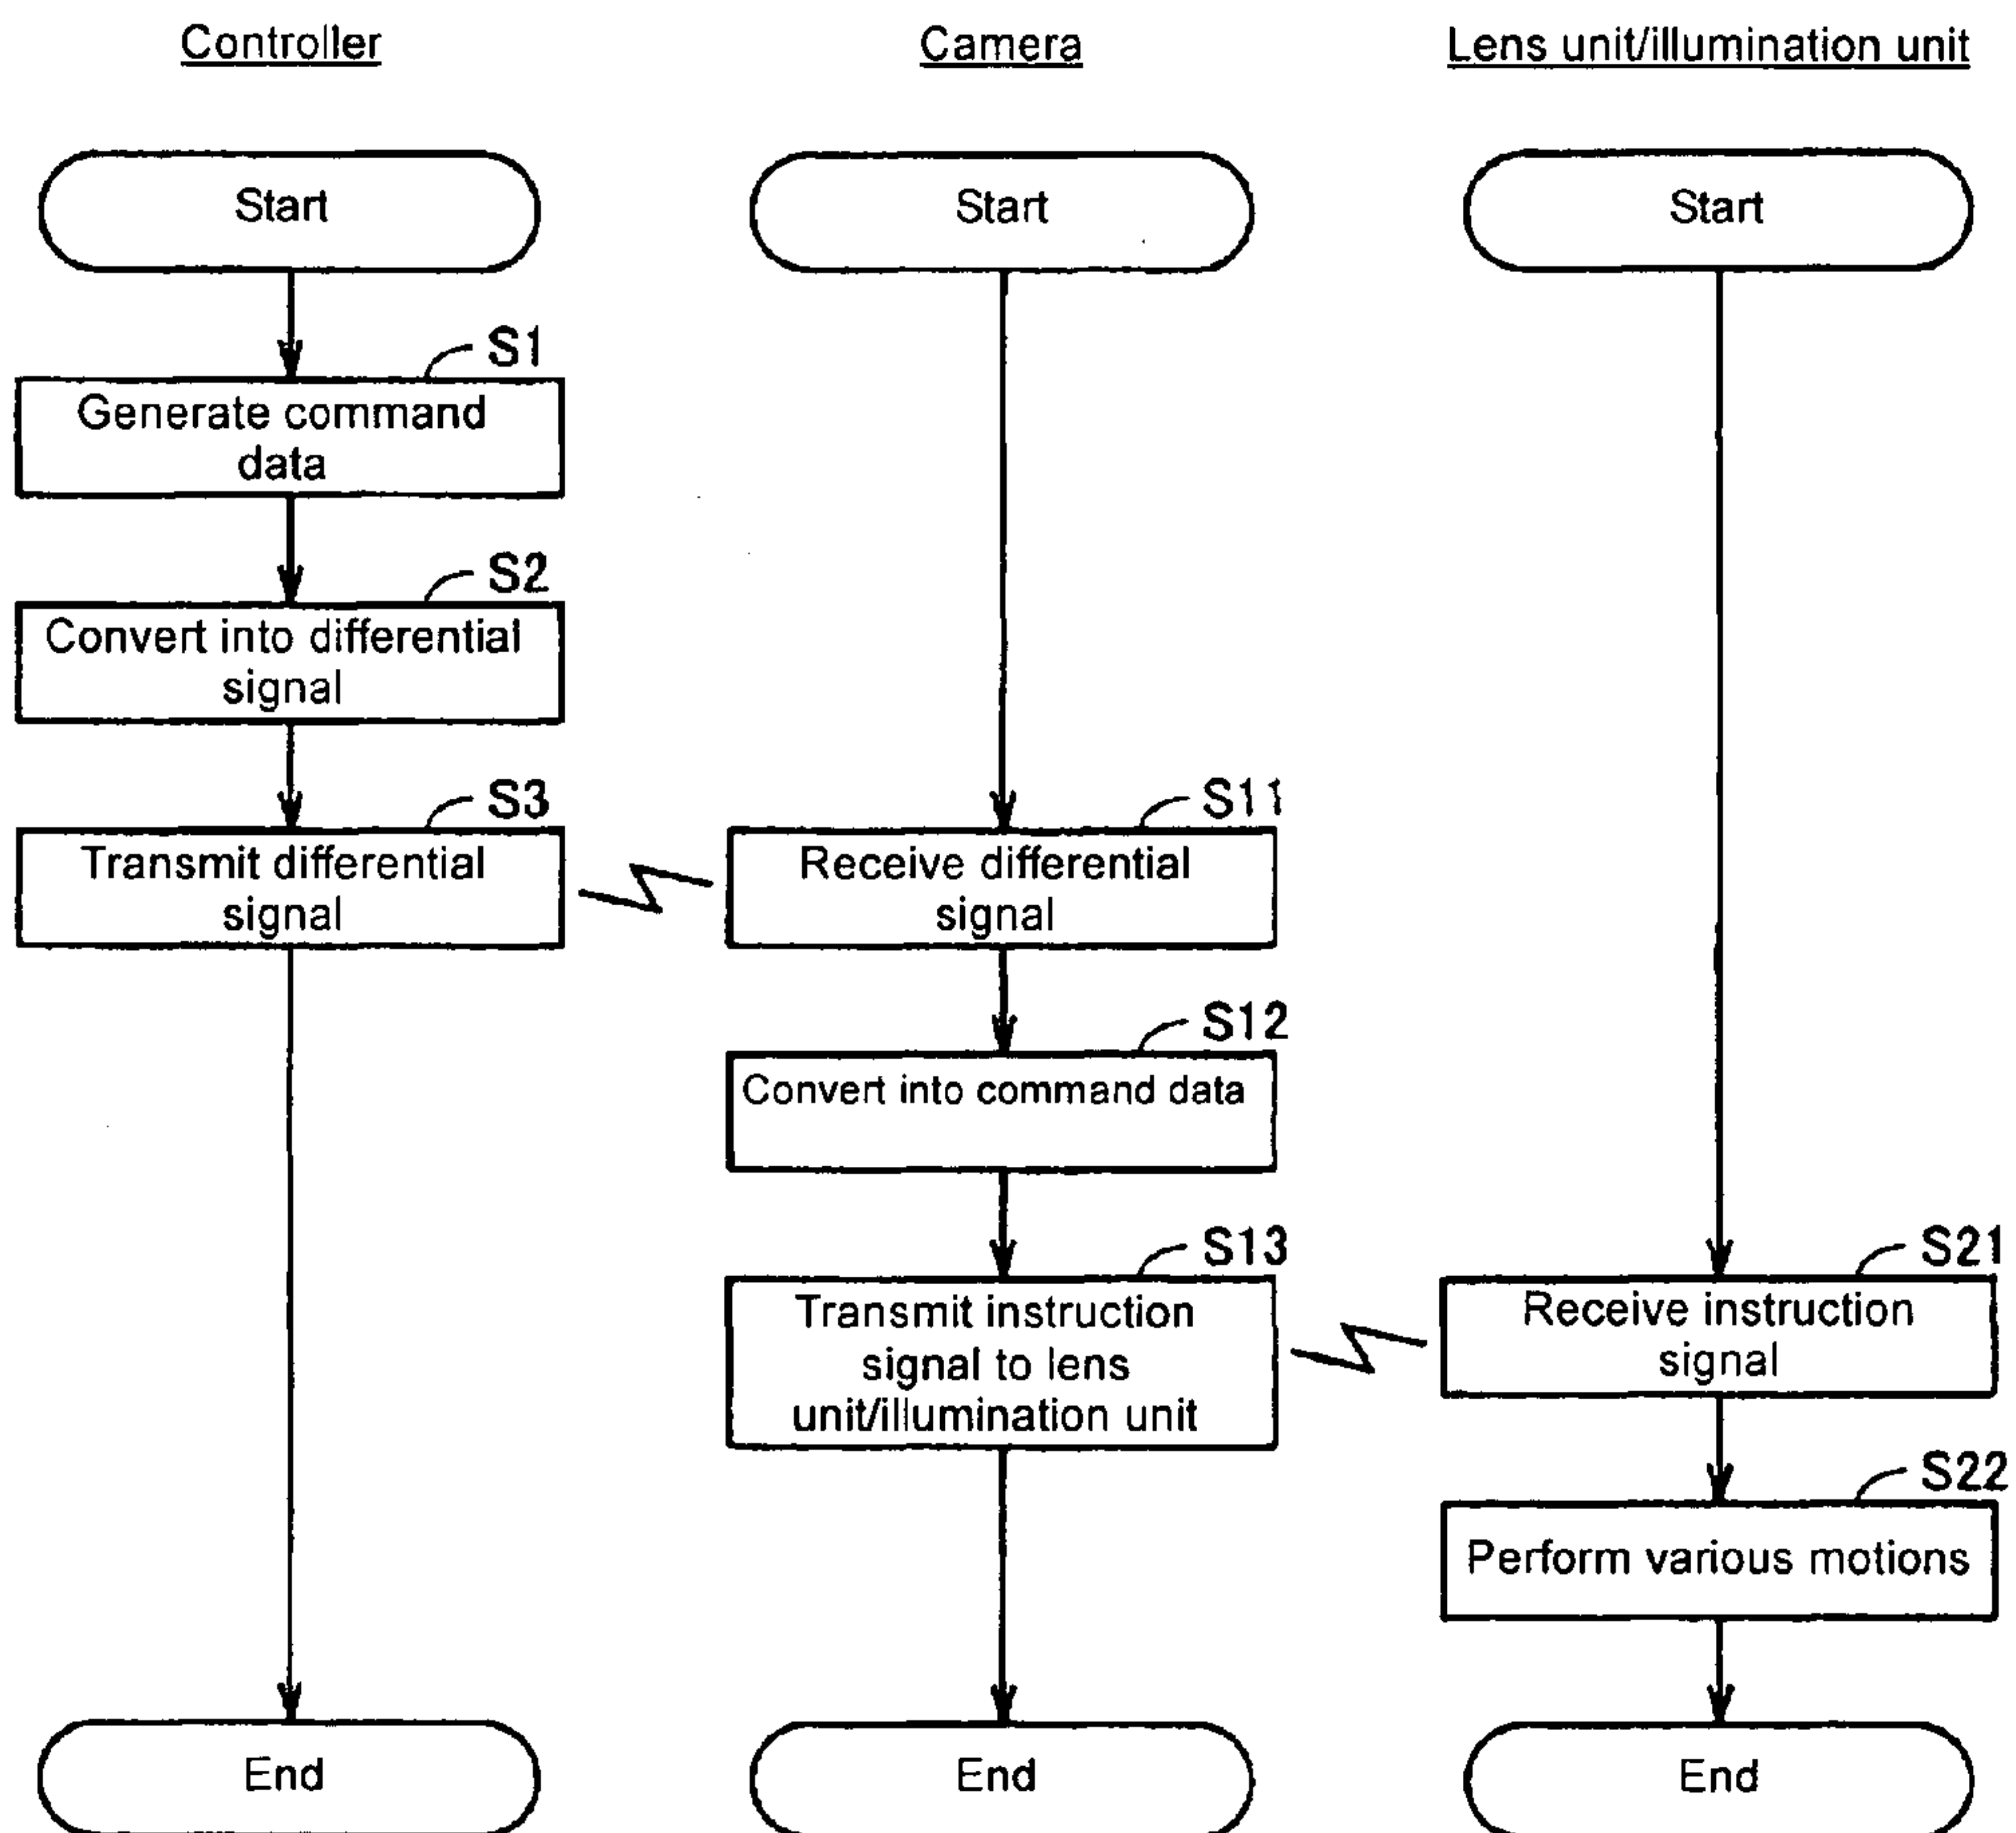 Controller
Camera
Lens unit/illumination unit
Start
Start
Start
S1
Generate command
data
S2
Convert into differential
signal
S3
Transmit differential
signal
S11
Receive differential
signal
S12
Convert into command data
S13
Transmit instruction
signal to lens
unit/illumination unit
S21
Receive instruction
signal
S22
Perform various motions
End
End
End